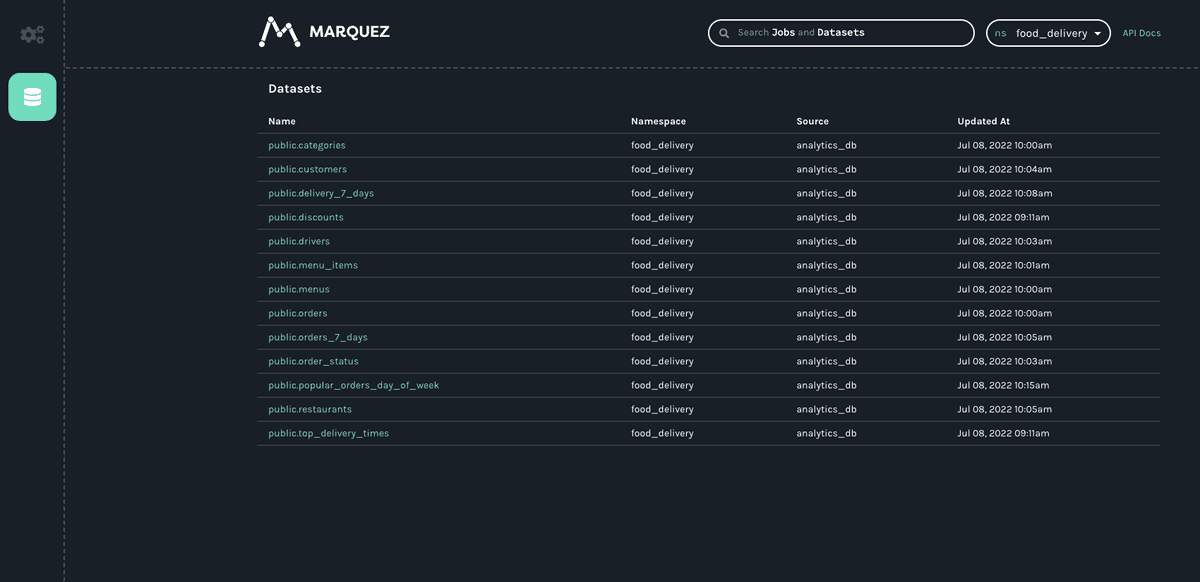 MARQUEZ
Search Jobs and Datasets
ns food_delivery
API Docs
Datasets
Name Namespace Source Updated At
public.categories food_delivery analytics_db Jul 08, 2022 10:00am
public.customers food_delivery analytics_db Jul 08, 2022 10:04am
public.delivery_7_days food_delivery analytics_db Jul 08, 2022 10:08am
public.discounts food_delivery analytics_db Jul 08, 2022 09:11am
public.drivers food_delivery analytics_db Jul 08, 2022 10:03am
public.menu_items food_delivery analytics_db Jul 08, 2022 10:01am
public.menus food_delivery analytics_db Jul 08, 2022 10:00am
public.orders food_delivery analytics_db Jul 08, 2022 10:00am
public.orders_7_days food_delivery analytics_db Jul 08, 2022 10:05am
public.order_status food_delivery analytics_db Jul 08, 2022 10:03am
public.popular_orders_day_of_week food_delivery analytics_db Jul 08, 2022 10:15am
public.restaurants food_delivery analytics_db Jul 08, 2022 10:05am
public.top_delivery_times food_delivery analytics_db Jul 08, 2022 09:11am